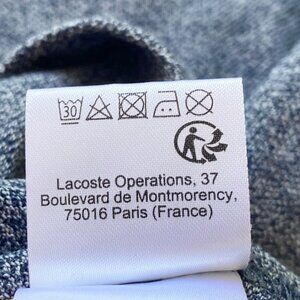 30
Lacoste Operations, 37
Boulevard de Montmorency,
75016 Paris (France)